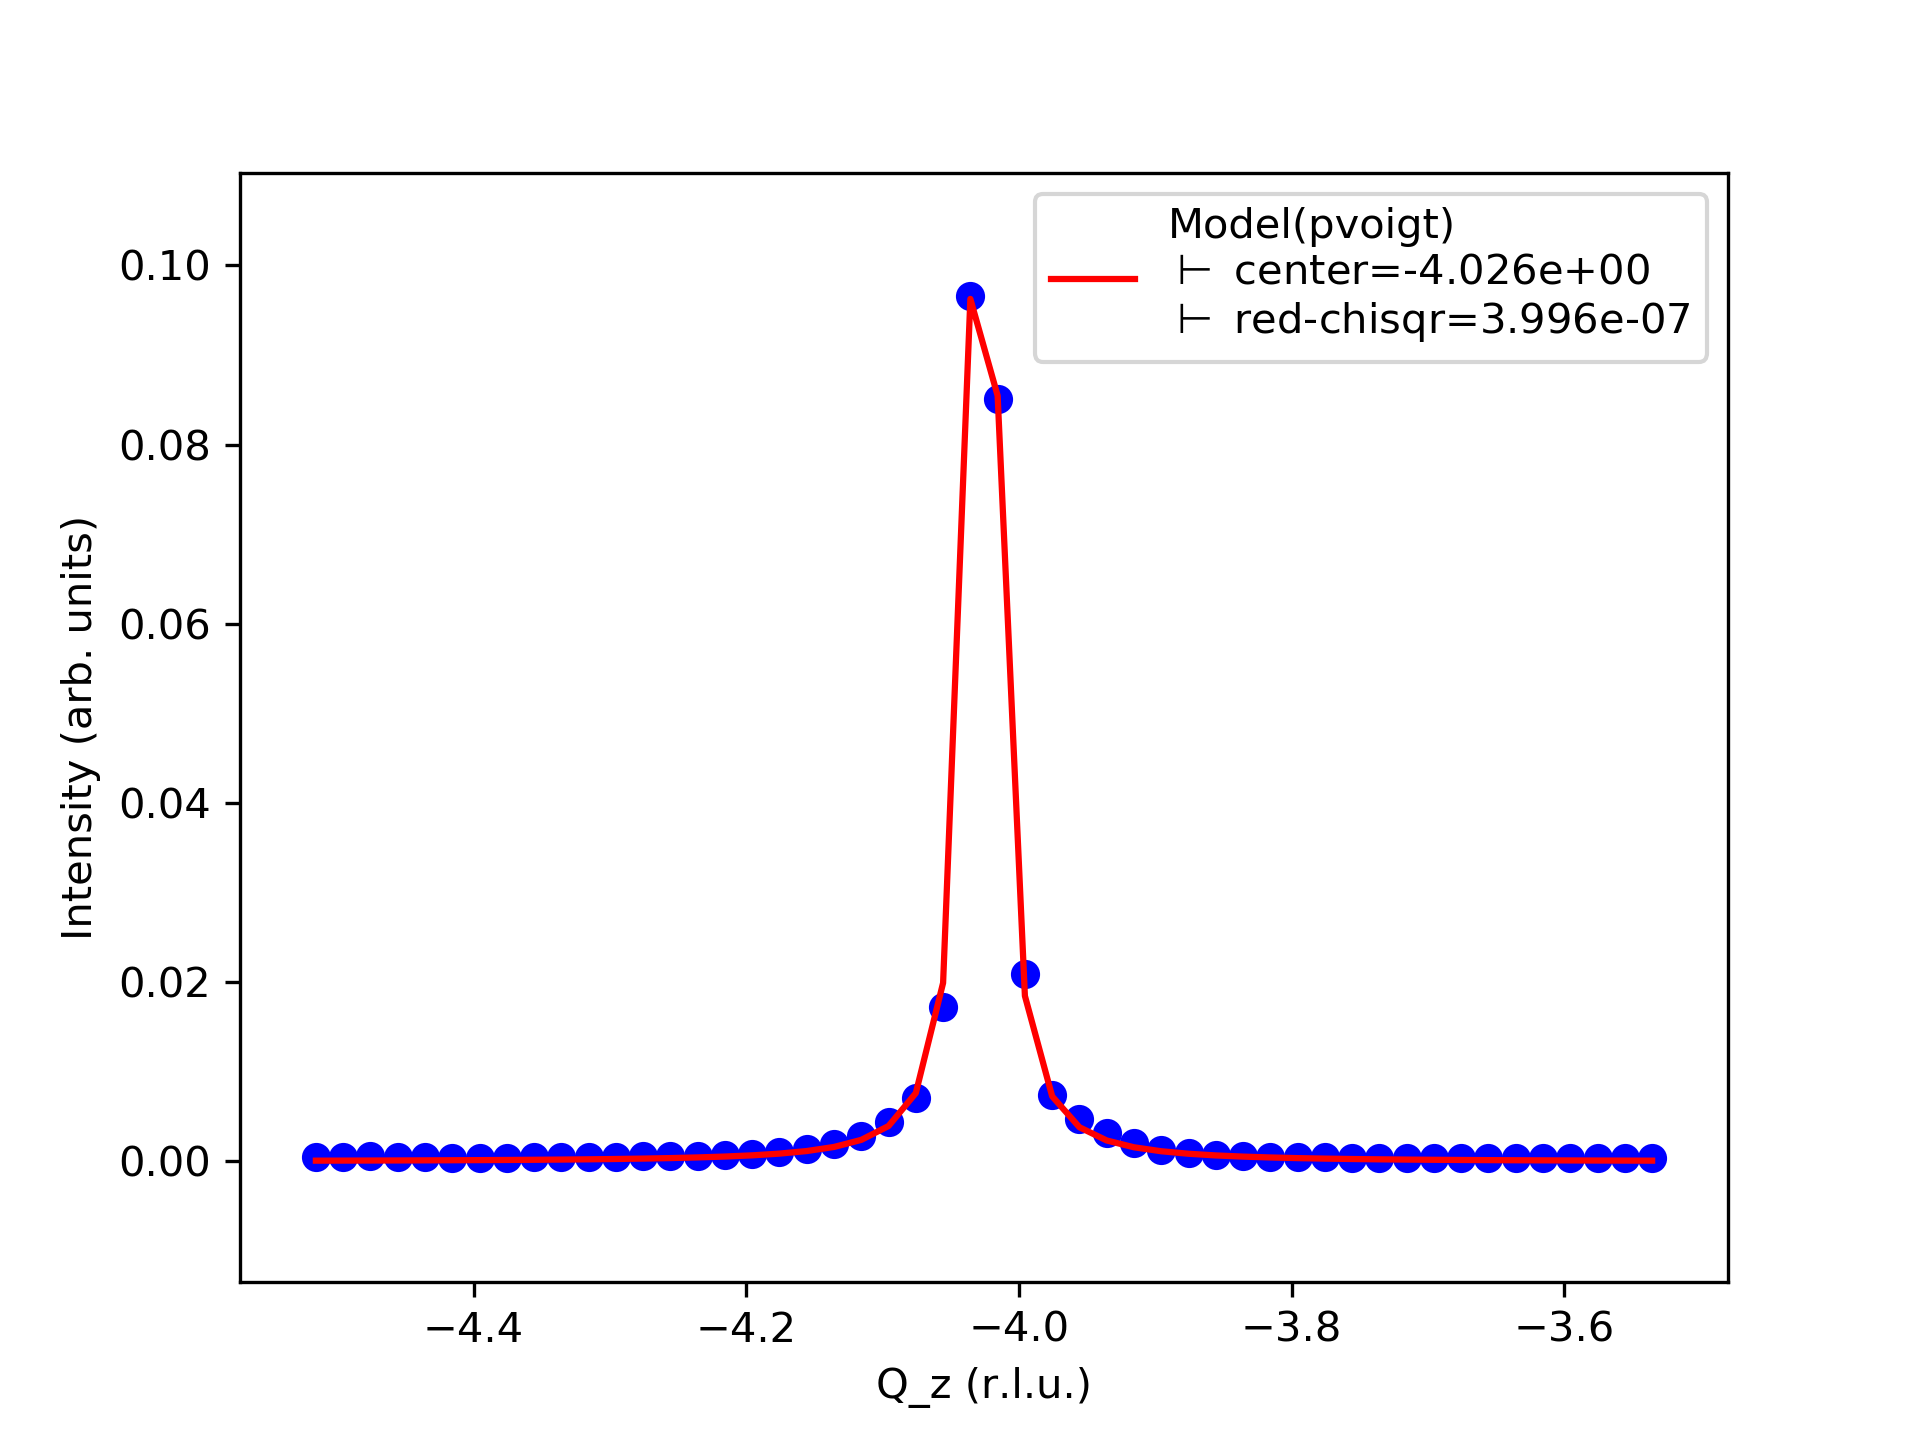 Model(pvoigt)
⊢ center=-4.026e+00
⊢ red-chisqr=3.996e-07
0.10
0.08
0.06
0.04
0.02
0.00
Intensity (arb. units)
−4.4 −4.2 −4.0 −3.8 −3.6
Q_z (r.l.u.)